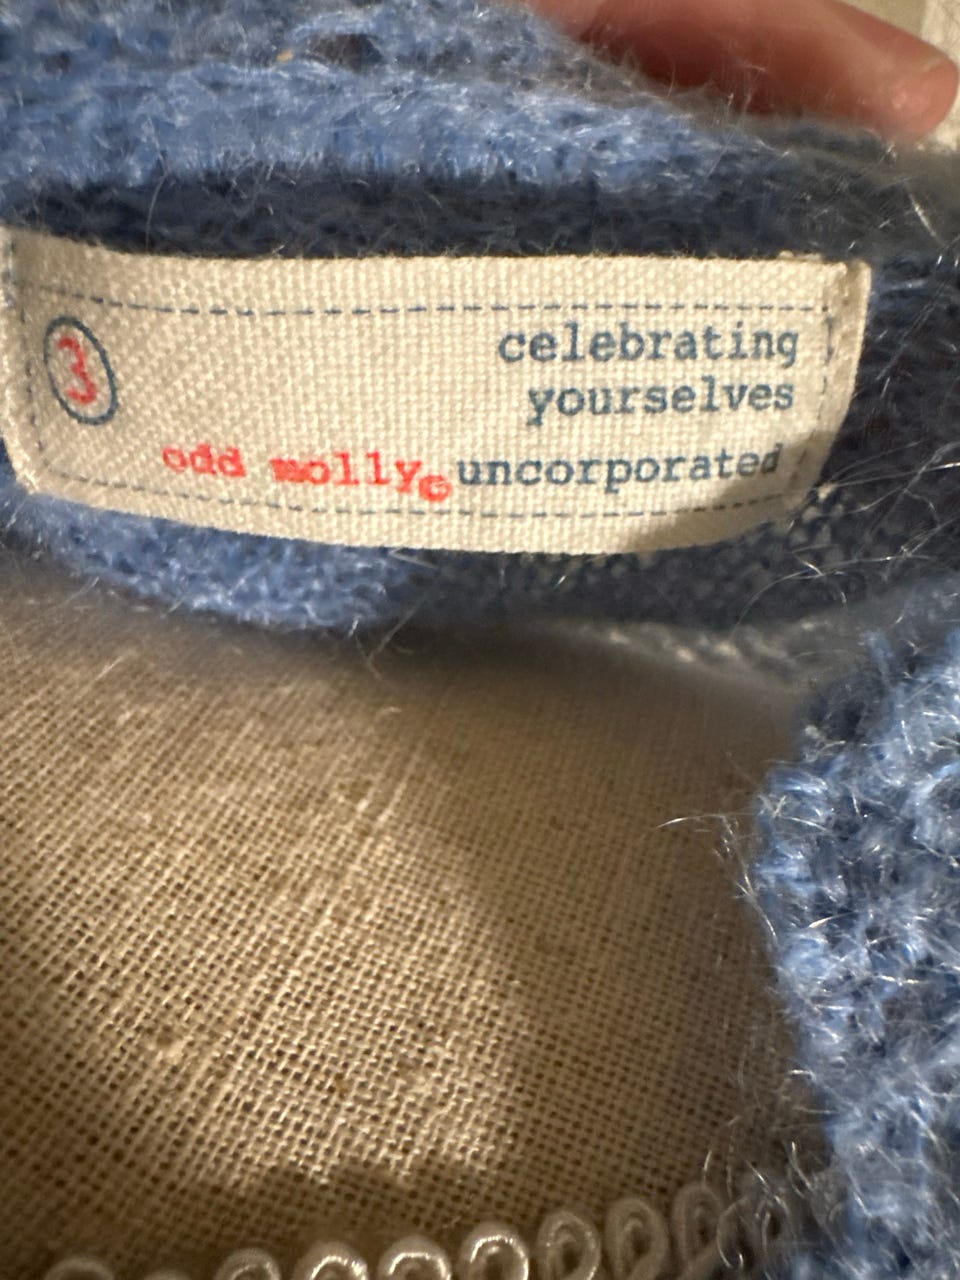 3
celebrating
yourselves
odd molly© uncorporated